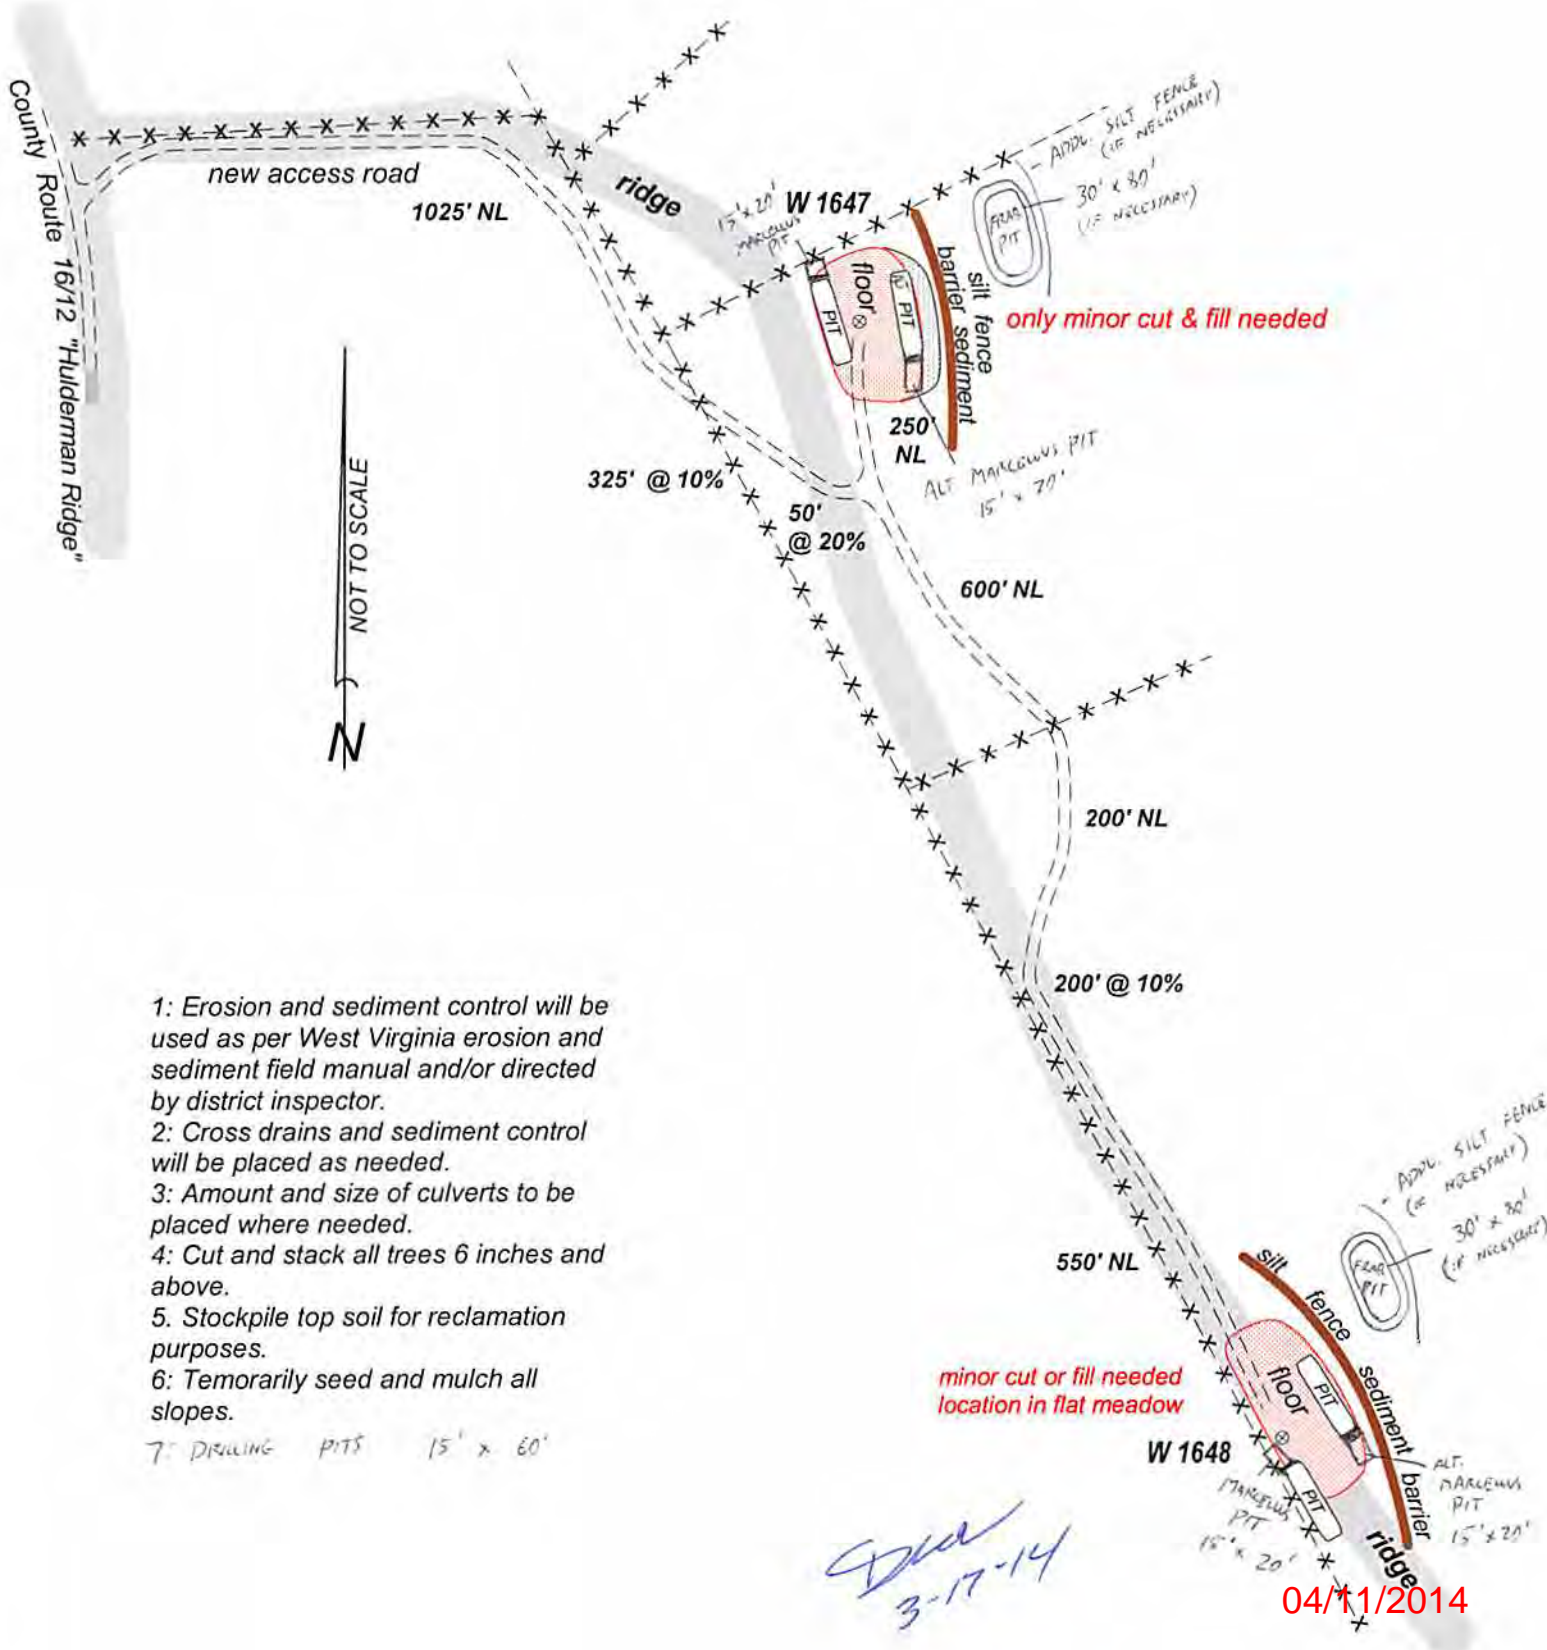 County Route 16/12 "Hulderman Ridge"
new access road
1025' NL
ridge
15' x 20'
MARCELLUS
PIT
W 1647
ADDL. SILT FENCE
(IF NECESSARY)
30' x 80'
(IF NECESSARY)
FRAC
PIT
floor
PIT
PIT
silt fence
barrier sediment
only minor cut & fill needed
250'
NL
ALT MARCELLUS PIT
15' x 20'
325' @ 10%
50'
@ 20%
NOT TO SCALE
N
600' NL
200' NL
200' @ 10%
1: Erosion and sediment control will be
used as per West Virginia erosion and
sediment field manual and/or directed
by district inspector.
2: Cross drains and sediment control
will be placed as needed.
3: Amount and size of culverts to be
placed where needed.
4: Cut and stack all trees 6 inches and
above.
5. Stockpile top soil for reclamation
purposes.
6: Temorarily seed and mulch all
slopes.
7: DRILLING PITS 15' x 60'
ADDL. SILT FENCE
(IF NECESSARY)
30' x 80'
(IF NECESSARY)
FRAC
PIT
550' NL
silt fence sediment barrier
minor cut or fill needed
location in flat meadow
floor
PIT
W 1648
MARCELLUS
PIT
15' x 20'
PIT
ALT.
MARCELLUS
PIT
15' x 20'
ridge
3-17-14
04/11/2014